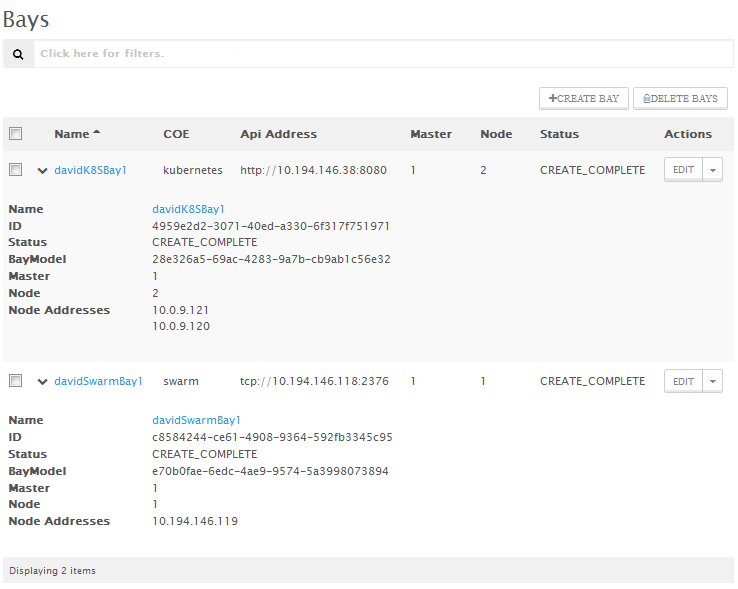 Bays
Click here for filters.
CREATE BAY DELETE BAYS
Name COE Api Address Master Node Status Actions
davidK8SBay1 kubernetes http://10.194.146.38:8080 1 2 CREATE_COMPLETE EDIT
Name davidK8SBay1
ID 4959e2d2-3071-40ed-a330-6f317f751971
Status CREATE_COMPLETE
BayModel 28e326a5-69ac-4283-9a7b-cb9ab1c56e32
Master 1
Node 2
Node Addresses 10.0.9.121
10.0.9.120
davidSwarmBay1 swarm tcp://10.194.146.118:2376 1 1 CREATE_COMPLETE EDIT
Name davidSwarmBay1
ID c8584244-ce61-4908-9364-592fb3345c95
Status CREATE_COMPLETE
BayModel e70b0fae-6edc-4ae9-9574-5a3998073894
Master 1
Node 1
Node Addresses 10.194.146.119
Displaying 2 items